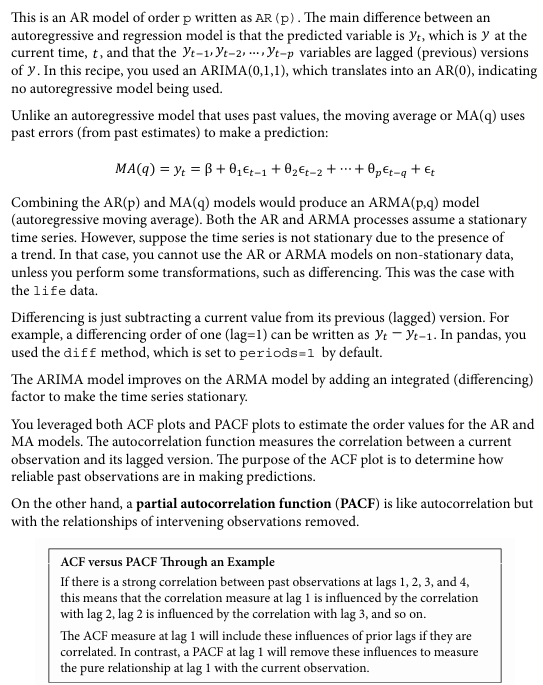 This is an AR model of order p written as AR(p). The main difference between an
autoregressive and regression model is that the predicted variable is yₜ, which is y at the
current time, t, and that the yₜ₋₁, yₜ₋₂, ⋯, yₜ₋ₚ variables are lagged (previous) versions
of y. In this recipe, you used an ARIMA(0,1,1), which translates into an AR(0), indicating
no autoregressive model being used.
Unlike an autoregressive model that uses past values, the moving average or MA(q) uses
past errors (from past estimates) to make a prediction:
MA(q) = yₜ = β + θ₁ϵₜ₋₁ + θ₂ϵₜ₋₂ + ⋯ + θₚϵₜ₋q + ϵₜ
Combining the AR(p) and MA(q) models would produce an ARMA(p,q) model
(autoregressive moving average). Both the AR and ARMA processes assume a stationary
time series. However, suppose the time series is not stationary due to the presence of
a trend. In that case, you cannot use the AR or ARMA models on non-stationary data,
unless you perform some transformations, such as differencing. This was the case with
the life data.
Differencing is just subtracting a current value from its previous (lagged) version. For
example, a differencing order of one (lag=1) can be written as yₜ − yₜ₋₁. In pandas, you
used the diff method, which is set to periods=1 by default.
The ARIMA model improves on the ARMA model by adding an integrated (differencing)
factor to make the time series stationary.
You leveraged both ACF plots and PACF plots to estimate the order values for the AR and
MA models. The autocorrelation function measures the correlation between a current
observation and its lagged version. The purpose of the ACF plot is to determine how
reliable past observations are in making predictions.
On the other hand, a partial autocorrelation function (PACF) is like autocorrelation but
with the relationships of intervening observations removed.
ACF versus PACF Through an Example
If there is a strong correlation between past observations at lags 1, 2, 3, and 4,
this means that the correlation measure at lag 1 is influenced by the correlation
with lag 2, lag 2 is influenced by the correlation with lag 3, and so on.
The ACF measure at lag 1 will include these influences of prior lags if they are
correlated. In contrast, a PACF at lag 1 will remove these influences to measure
the pure relationship at lag 1 with the current observation.